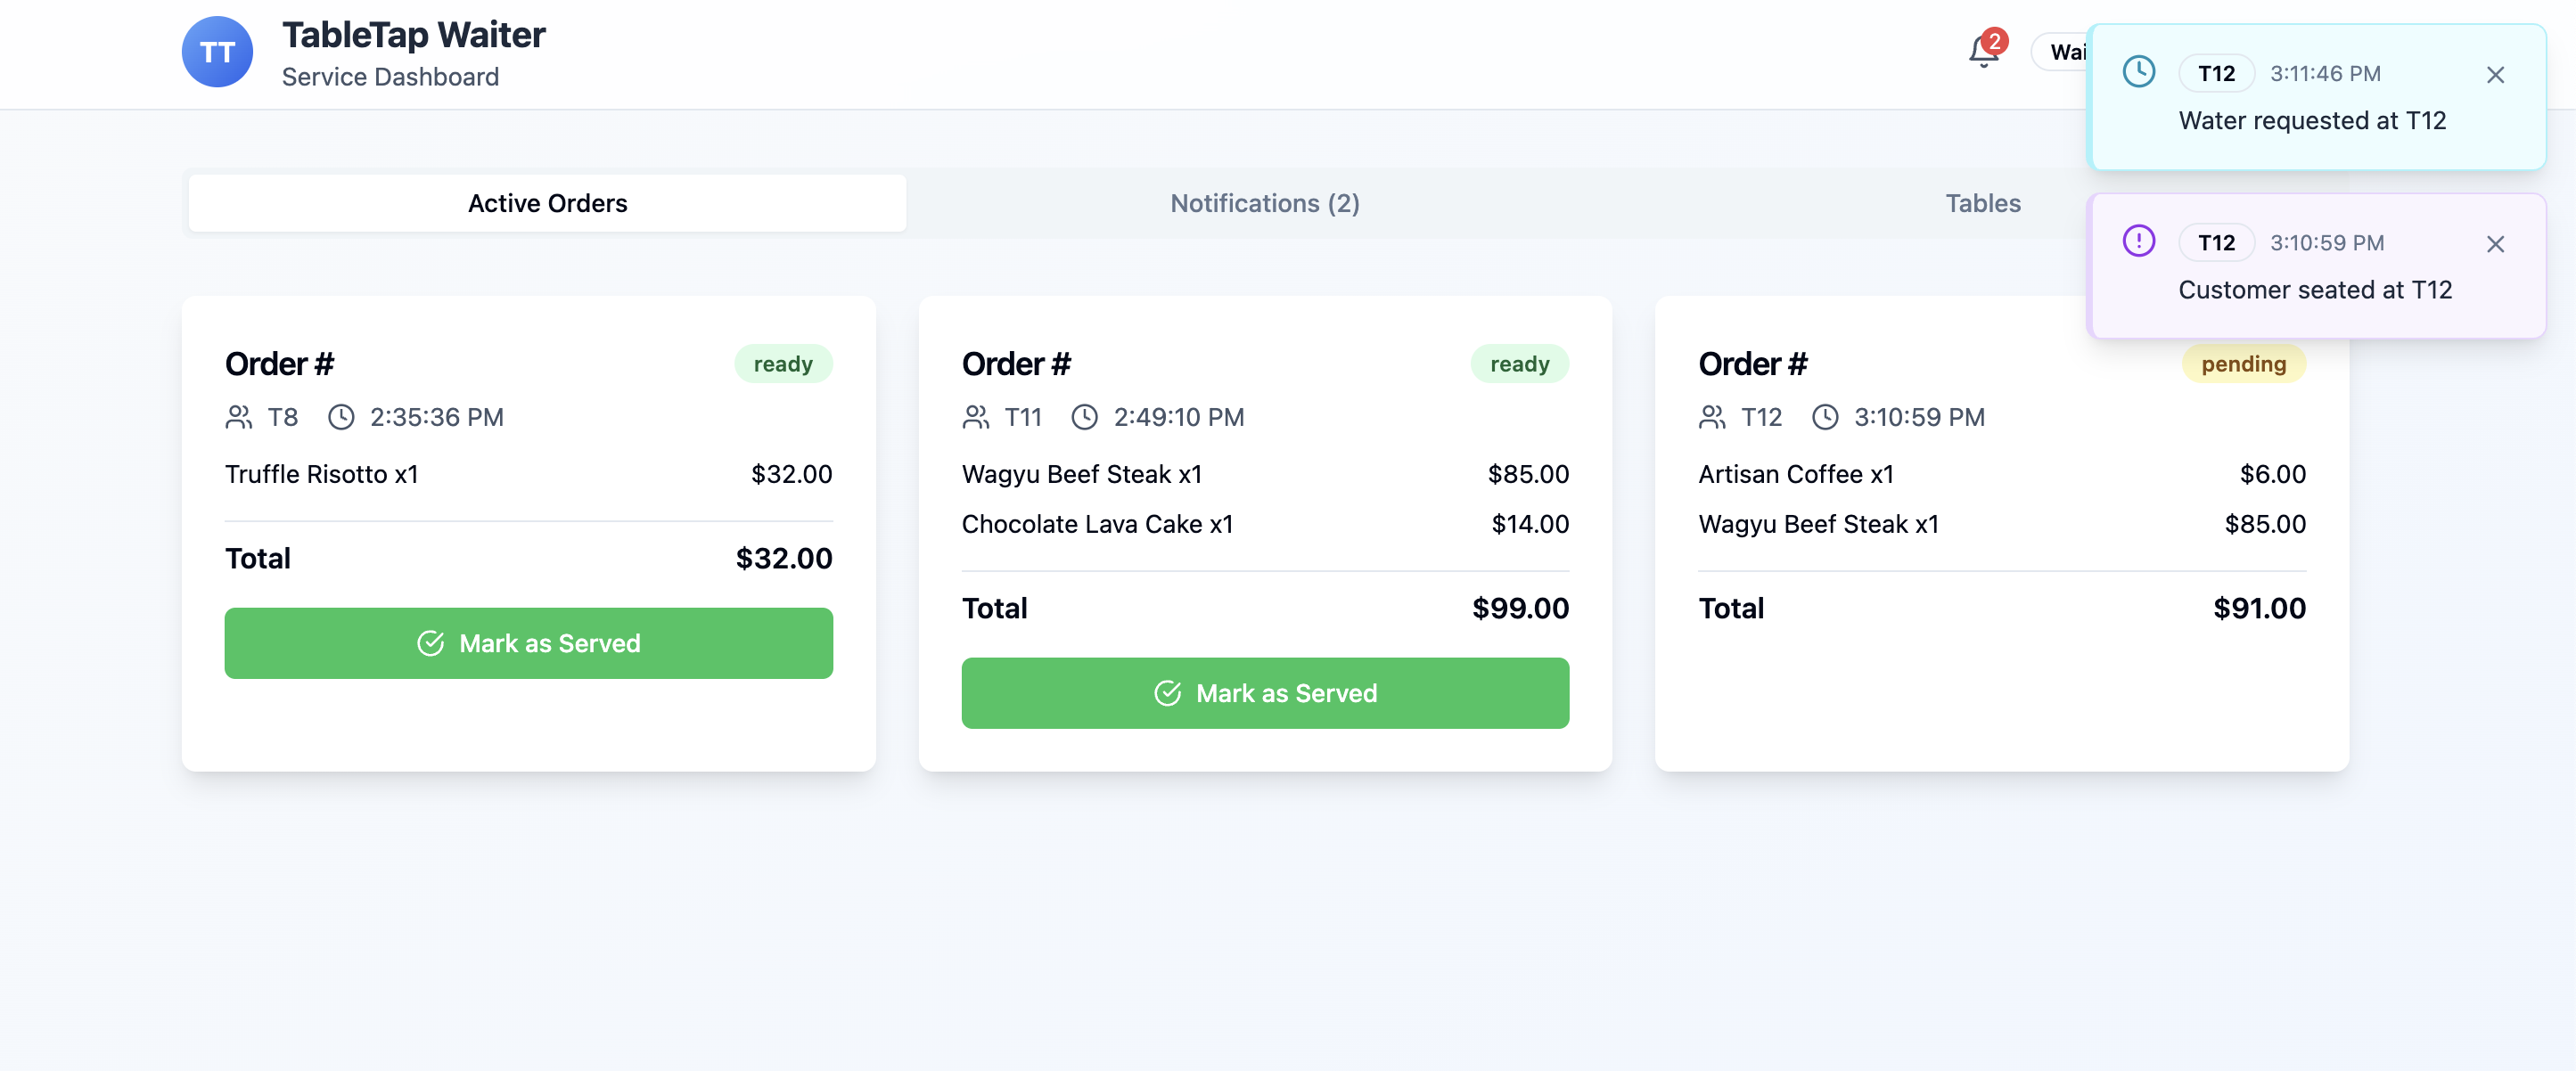 TT
TableTap Waiter
Service Dashboard
2
Wai
T12 3:11:46 PM
Water requested at T12
T12 3:10:59 PM
Customer seated at T12
Active Orders
Notifications (2)
Tables
Order # ready
T8 2:35:36 PM
Truffle Risotto x1 $32.00
Total $32.00
Mark as Served
Order # ready
T11 2:49:10 PM
Wagyu Beef Steak x1 $85.00
Chocolate Lava Cake x1 $14.00
Total $99.00
Mark as Served
Order # pending
T12 3:10:59 PM
Artisan Coffee x1 $6.00
Wagyu Beef Steak x1 $85.00
Total $91.00